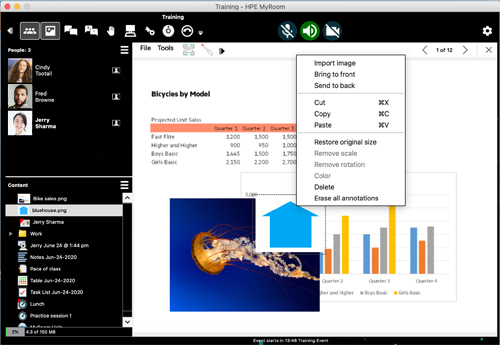 Training - HPE MyRoom
Training
People: 3
Cindy
Tootail
Fred
Browne
Jerry
Sharma
Content
Bike sales.png
bluehouse.png
Jerry Sharma
Work
Jerry June 24 @ 1:44 pm
Notes Jun-24-2020
Pace of class
Table Jun-24-2020
Task List Jun-24-2020
Lunch
Practice session 1
2%
4.3 of 150 MB
File Tools
1 of 12
Bicycles by Model
Projected Unit Sales
Quarter 1 Quarter 2 Quarter 3
Fast Elite 1,200 1,500 1,500
Higher and Higher 900 950 1,000
Boys Basic 1,445 1,500 1,750
Girls Basic 2,150 2,200 2,700
Import image
Bring to front
Send to back
Cut ⌘X
Copy ⌘C
Paste ⌘V
Restore original size
Remove scale
Remove rotation
Color
Delete
Erase all annotations
Quarter 2 Quarter 3 Quarter 4
Higher and Higher Boys Basic Girls Basic
Event starts in 13:46 Training Event